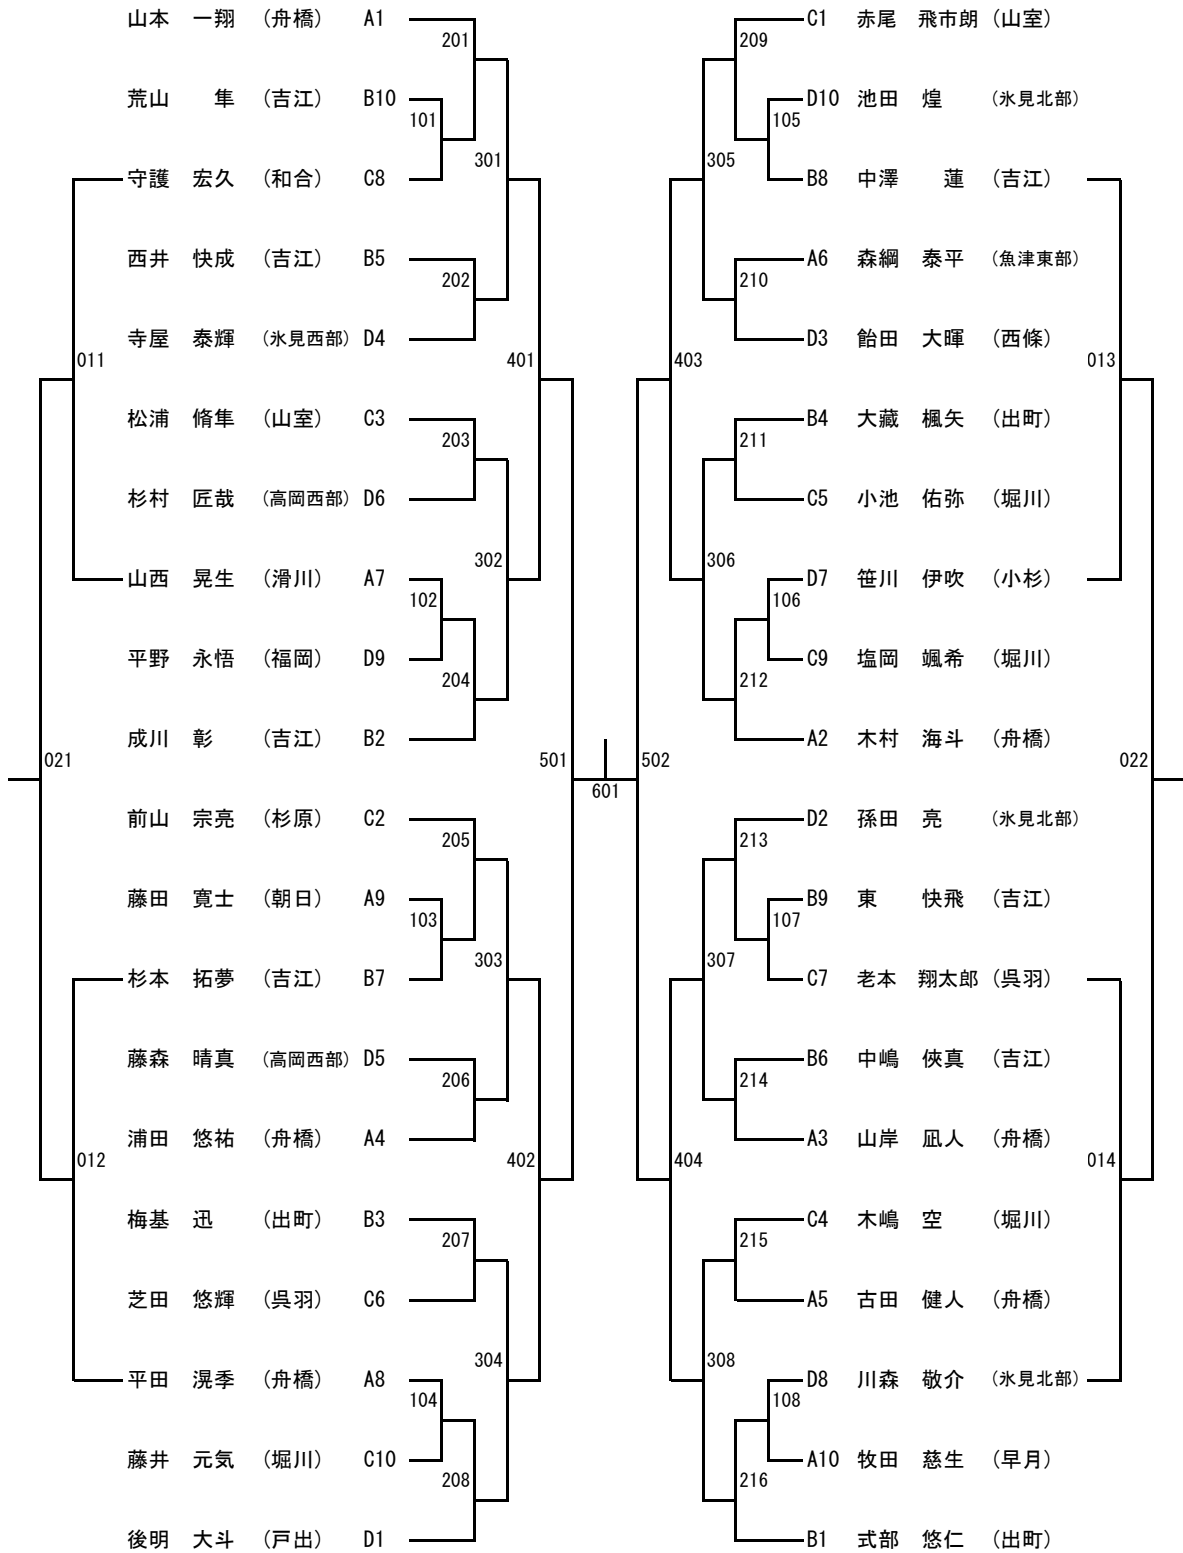 山本 一翔 （舟橋） A1
201
荒山 隼 （吉江） B10
101
301
守護 宏久 （和合） C8
西井 快成 （吉江） B5
202
寺屋 泰輝 （氷見西部） D4
011
401
松浦 脩隼 （山室） C3
203
杉村 匠哉 （高岡西部） D6
302
山西 晃生 （滑川） A7
102
平野 永悟 （福岡） D9
204
成川 彰 （吉江） B2
021
501
前山 宗亮 （杉原） C2
205
藤田 寛士 （朝日） A9
103
303
杉本 拓夢 （吉江） B7
藤森 晴真 （高岡西部） D5
206
浦田 悠祐 （舟橋） A4
012
402
梅基 迅 （出町） B3
207
芝田 悠輝 （呉羽） C6
304
平田 滉季 （舟橋） A8
104
藤井 元気 （堀川） C10
208
後明 大斗 （戸出） D1
601
C1 赤尾 飛市朗 （山室）
209
D10 池田 煌 （氷見北部）
105
305
B8 中澤 蓮 （吉江）
A6 森綱 泰平 （魚津東部）
210
D3 飴田 大暉 （西條）
403
013
B4 大藏 楓矢 （出町）
211
C5 小池 佑弥 （堀川）
306
D7 笹川 伊吹 （小杉）
106
C9 塩岡 颯希 （堀川）
212
A2 木村 海斗 （舟橋）
502
022
D2 孫田 亮 （氷見北部）
213
B9 東 快飛 （吉江）
107
307
C7 老本 翔太郎 （呉羽）
B6 中嶋 俠真 （吉江）
214
A3 山岸 凪人 （舟橋）
404
014
C4 木嶋 空 （堀川）
215
A5 古田 健人 （舟橋）
308
D8 川森 敬介 （氷見北部）
108
A10 牧田 慈生 （早月）
216
B1 式部 悠仁 （出町）